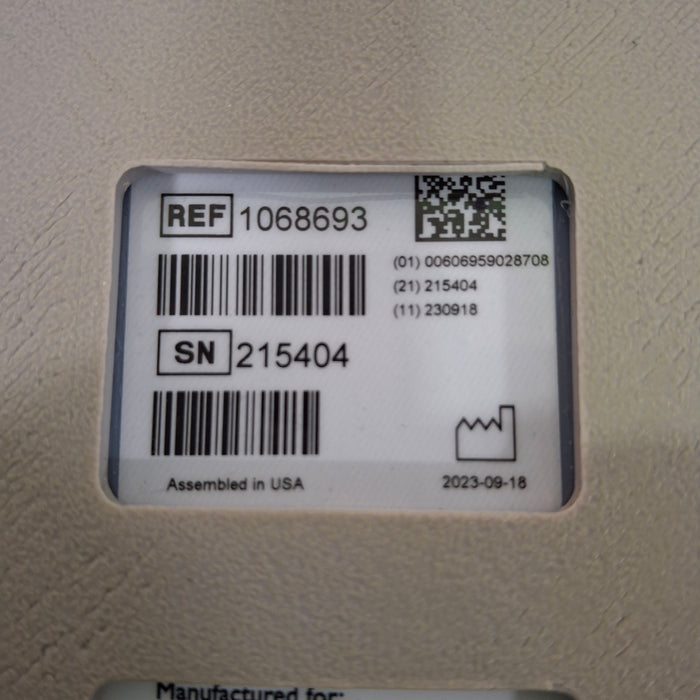 REF 1068693
(01) 00606959028708
(21) 215404
(11) 230918
SN 215404
Assembled in USA
2023-09-18
Manufactured for: